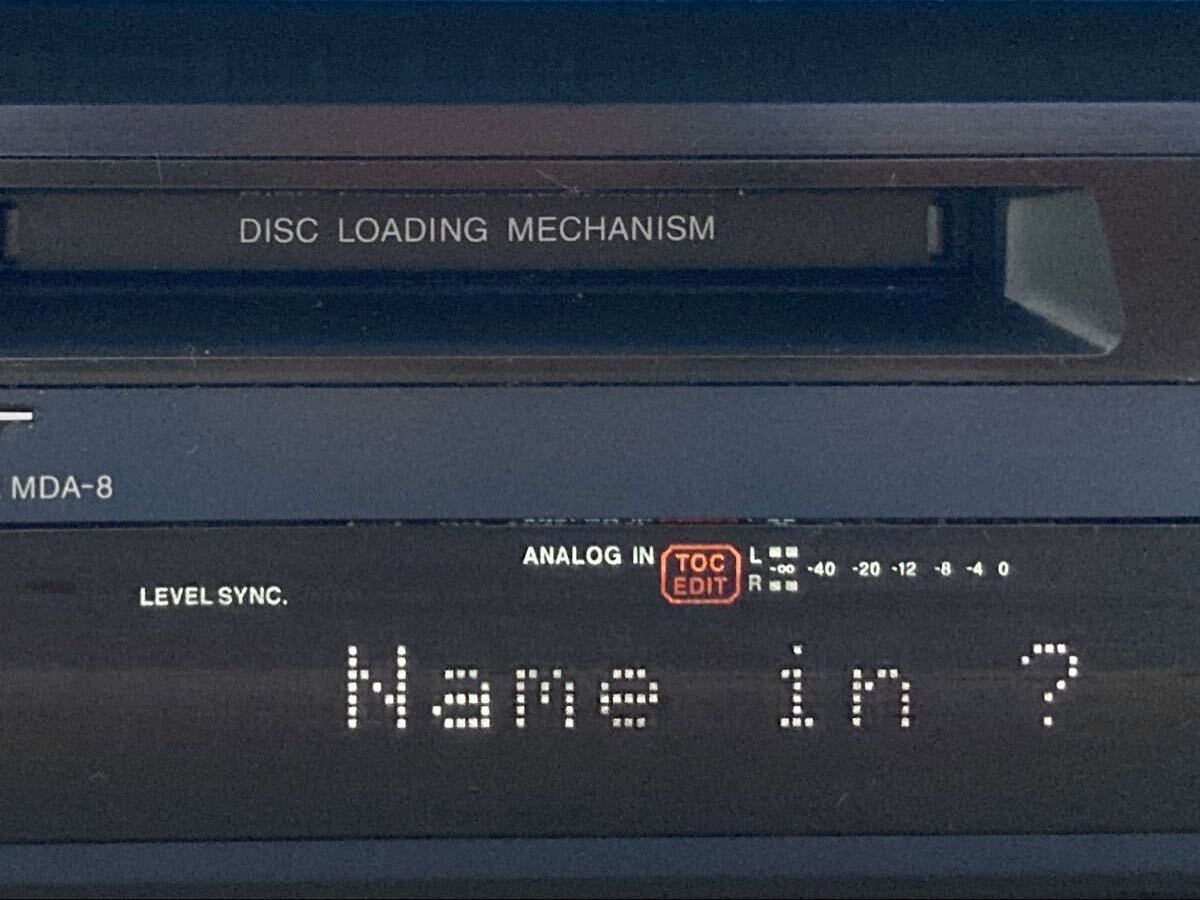 DISC LOADING MECHANISM
MDA-8
ANALOG IN TOC EDIT L R -∞ -40 -20 -12 -8 -4 0
LEVEL SYNC.
Name in ?